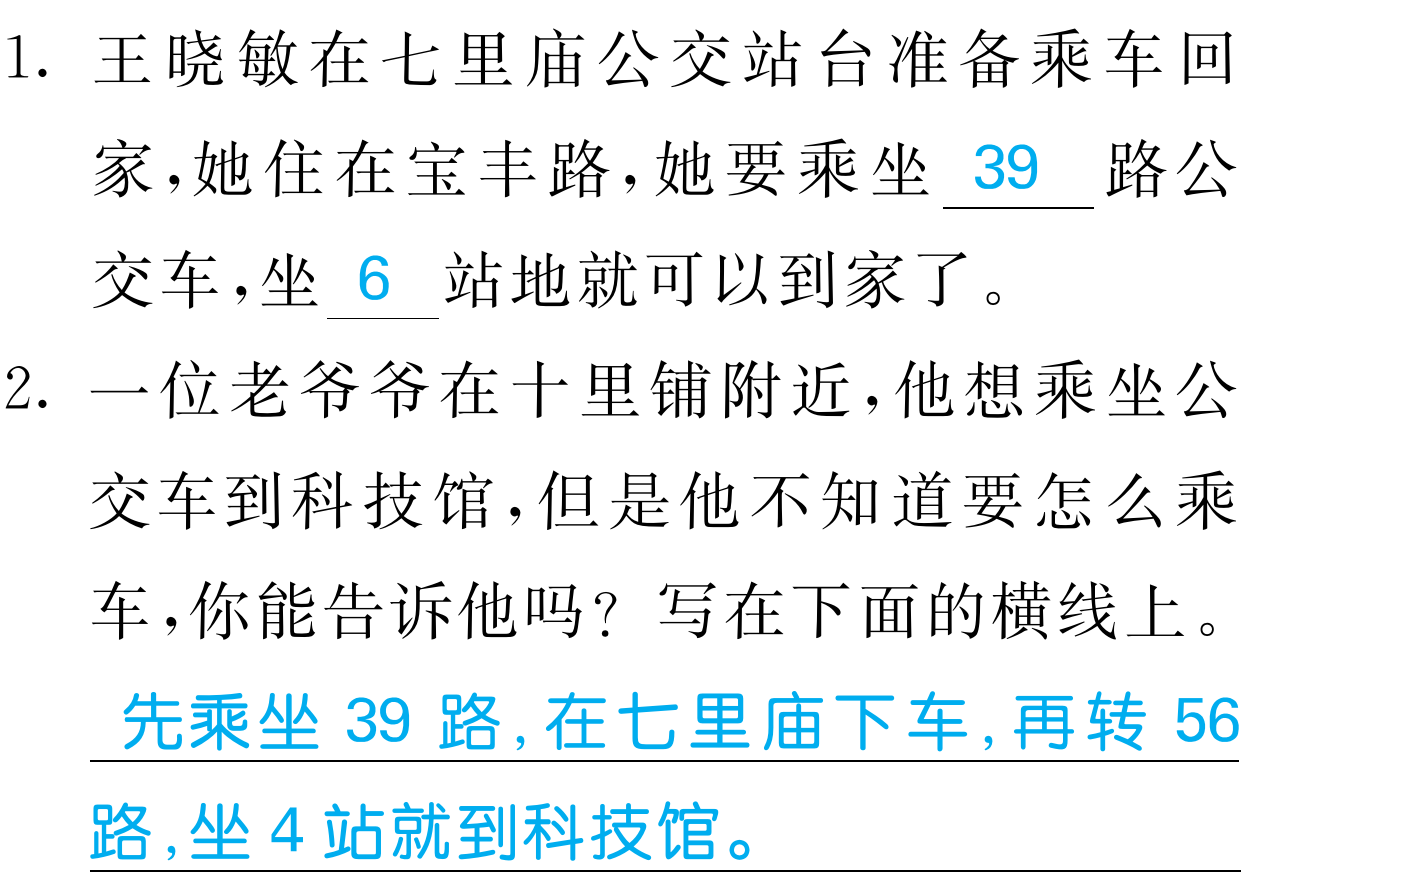 1. 王晓敏在七里庙公交站台准备乘车回
家,她住在宝丰路,她要乘坐 39 路公
交车,坐 6 站地就可以到家了。
2. 一位老爷爷在十里铺附近,他想乘坐公
交车到科技馆,但是他不知道要怎么乘
车,你能告诉他吗? 写在下面的横线上。
先乘坐 39 路,在七里庙下车,再转 56
路,坐 4 站就到科技馆。